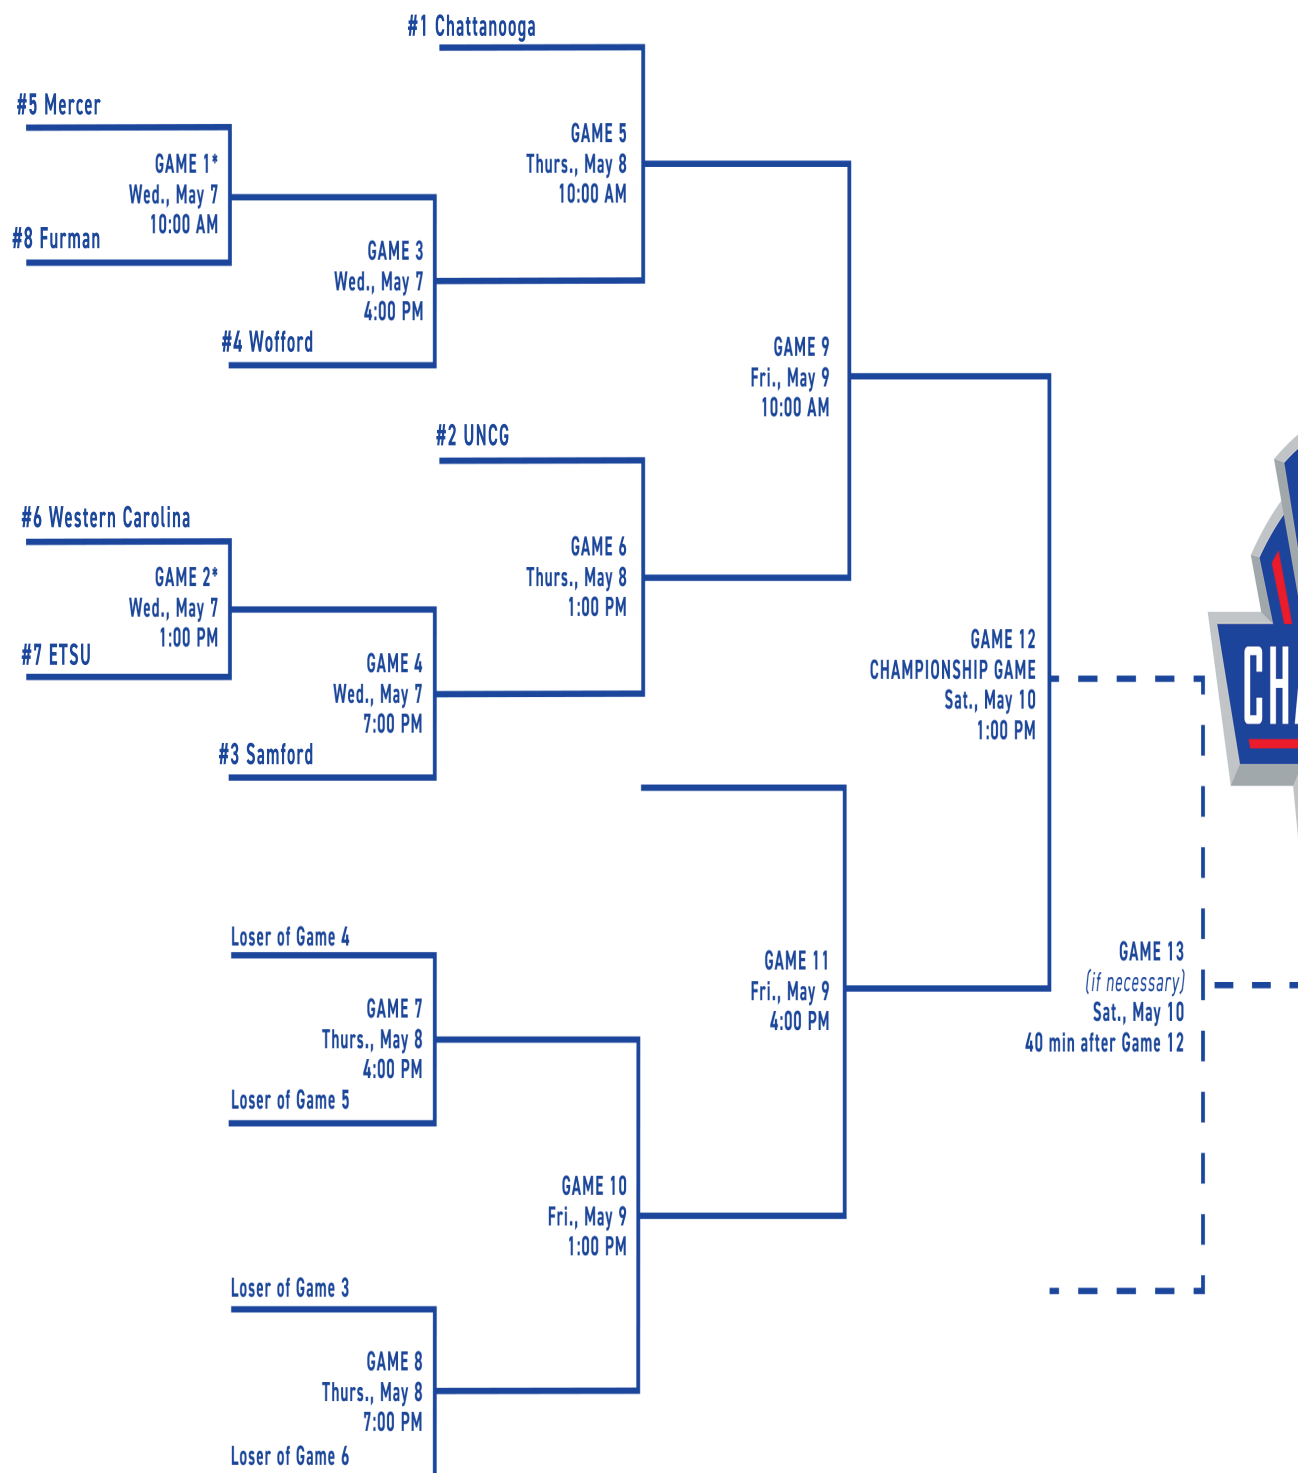 #1 Chattanooga
#5 Mercer
GAME 1*
Wed., May 7
10:00 AM
#8 Furman
GAME 5
Thurs., May 8
10:00 AM
GAME 3
Wed., May 7
4:00 PM
#4 Wofford
GAME 9
Fri., May 9
10:00 AM
#2 UNCG
#6 Western Carolina
GAME 2*
Wed., May 7
1:00 PM
#7 ETSU
GAME 6
Thurs., May 8
1:00 PM
GAME 4
Wed., May 7
7:00 PM
#3 Samford
GAME 12
CHAMPIONSHIP GAME
Sat., May 10
1:00 PM
Loser of Game 4
GAME 7
Thurs., May 8
4:00 PM
Loser of Game 5
GAME 11
Fri., May 9
4:00 PM
GAME 13
(if necessary)
Sat., May 10
40 min after Game 12
GAME 10
Fri., May 9
1:00 PM
Loser of Game 3
GAME 8
Thurs., May 8
7:00 PM
Loser of Game 6